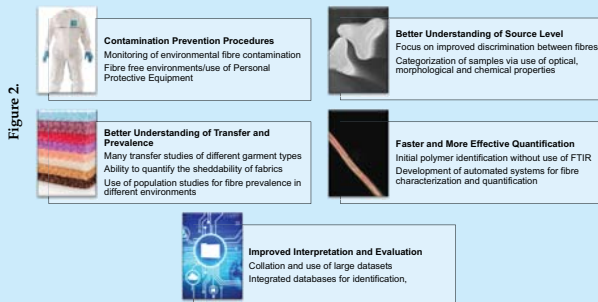 Figure 2.
Contamination Prevention Procedures
Monitoring of environmental fibre contamination
Fibre free environments/use of Personal
Protective Equipment
Better Understanding of Source Level
Focus on improved discrimination between fibres
Categorization of samples via use of optical,
morphological and chemical properties
Better Understanding of Transfer and
Prevalence
Many transfer studies of different garment types
Ability to quantify the sheddability of fabrics
Use of population studies for fibre prevalence in
different environments
Faster and More Effective Quantification
Initial polymer identification without use of FTIR
Development of automated systems for fibre
characterization and quantification
Improved Interpretation and Evaluation
Collation and use of large datasets
Integrated databases for identification,